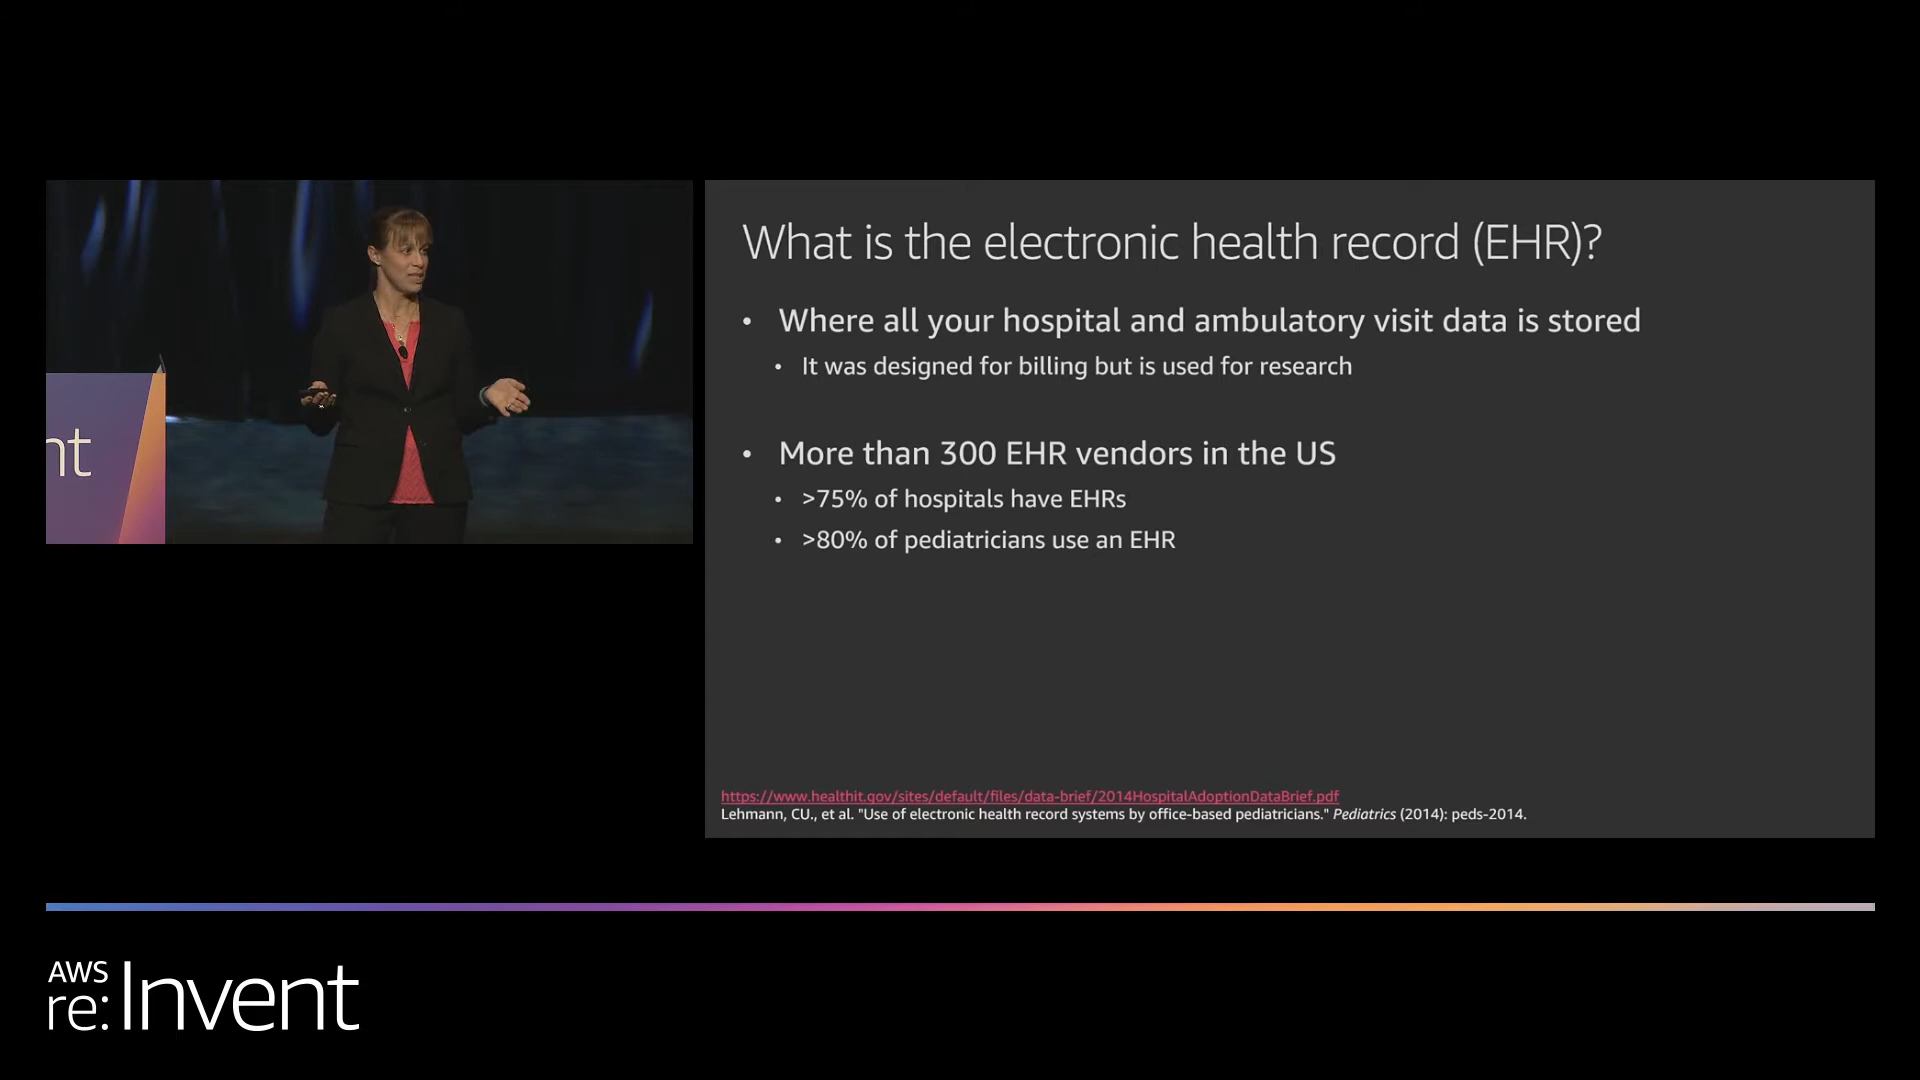 nt
What is the electronic health record (EHR)?
• Where all your hospital and ambulatory visit data is stored
• It was designed for billing but is used for research
• More than 300 EHR vendors in the US
• >75% of hospitals have EHRs
• >80% of pediatricians use an EHR
https://www.healthit.gov/sites/default/files/data-brief/2014HospitalAdoptionDataBrief.pdf
Lehmann, CU., et al. "Use of electronic health record systems by office-based pediatricians." Pediatrics (2014): peds-2014.
AWS
re:Invent